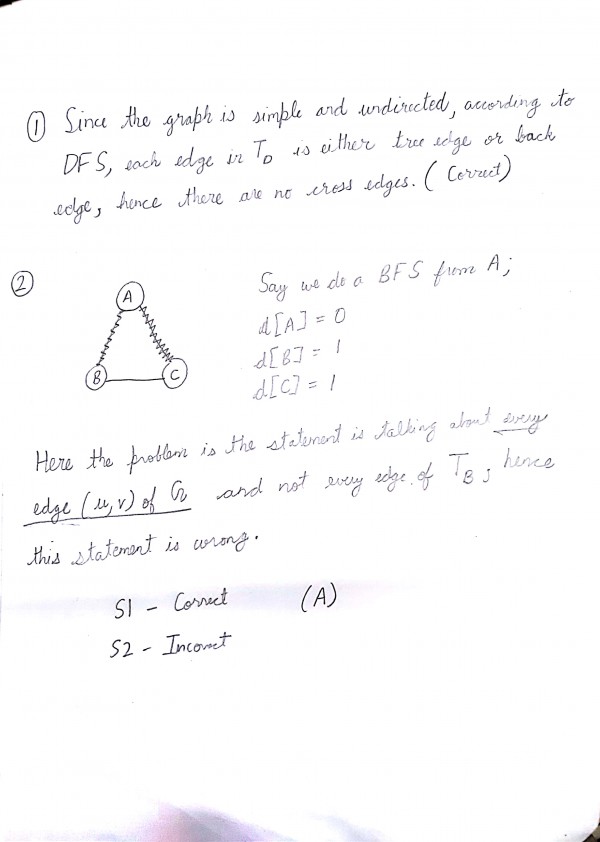 ① Since the graph is simple and undirected, according to
DFS, each edge in T_D is either tree edge or back
edge, hence there are no cross edges. (Correct)
②
A
B
C
Say we do a BFS from A;
d[A] = 0
d[B] = 1
d[C] = 1
Here the problem is the statement is talking about every
edge (u,v) of G and not every edge of T_B; hence
this statement is wrong.
S1 - Correct (A)
S2 - Incorrect